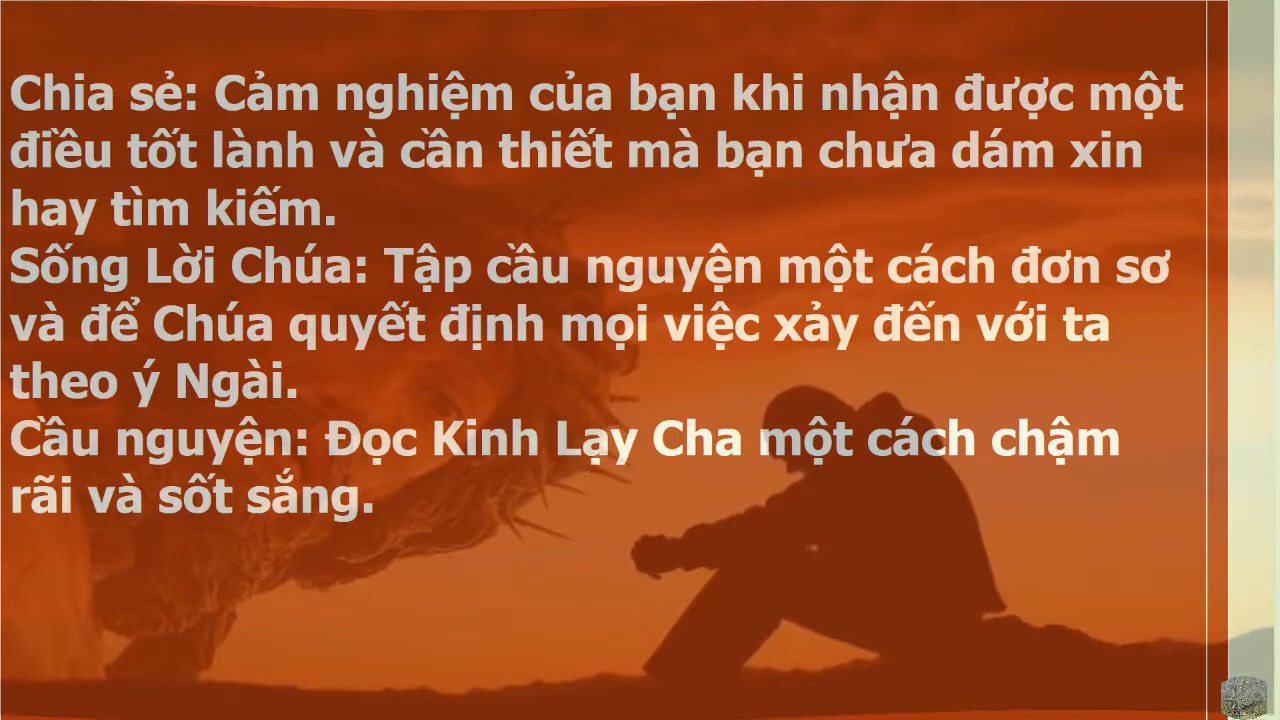 Chia sẻ: Cảm nghiệm của bạn khi nhận được một
điều tốt lành và cần thiết mà bạn chưa dám xin
hay tìm kiếm.
Sống Lời Chúa: Tập cầu nguyện một cách đơn sơ
và để Chúa quyết định mọi việc xảy đến với ta
theo ý Ngài.
Cầu nguyện: Đọc Kinh Lạy Cha một cách chậm
rãi và sốt sắng.